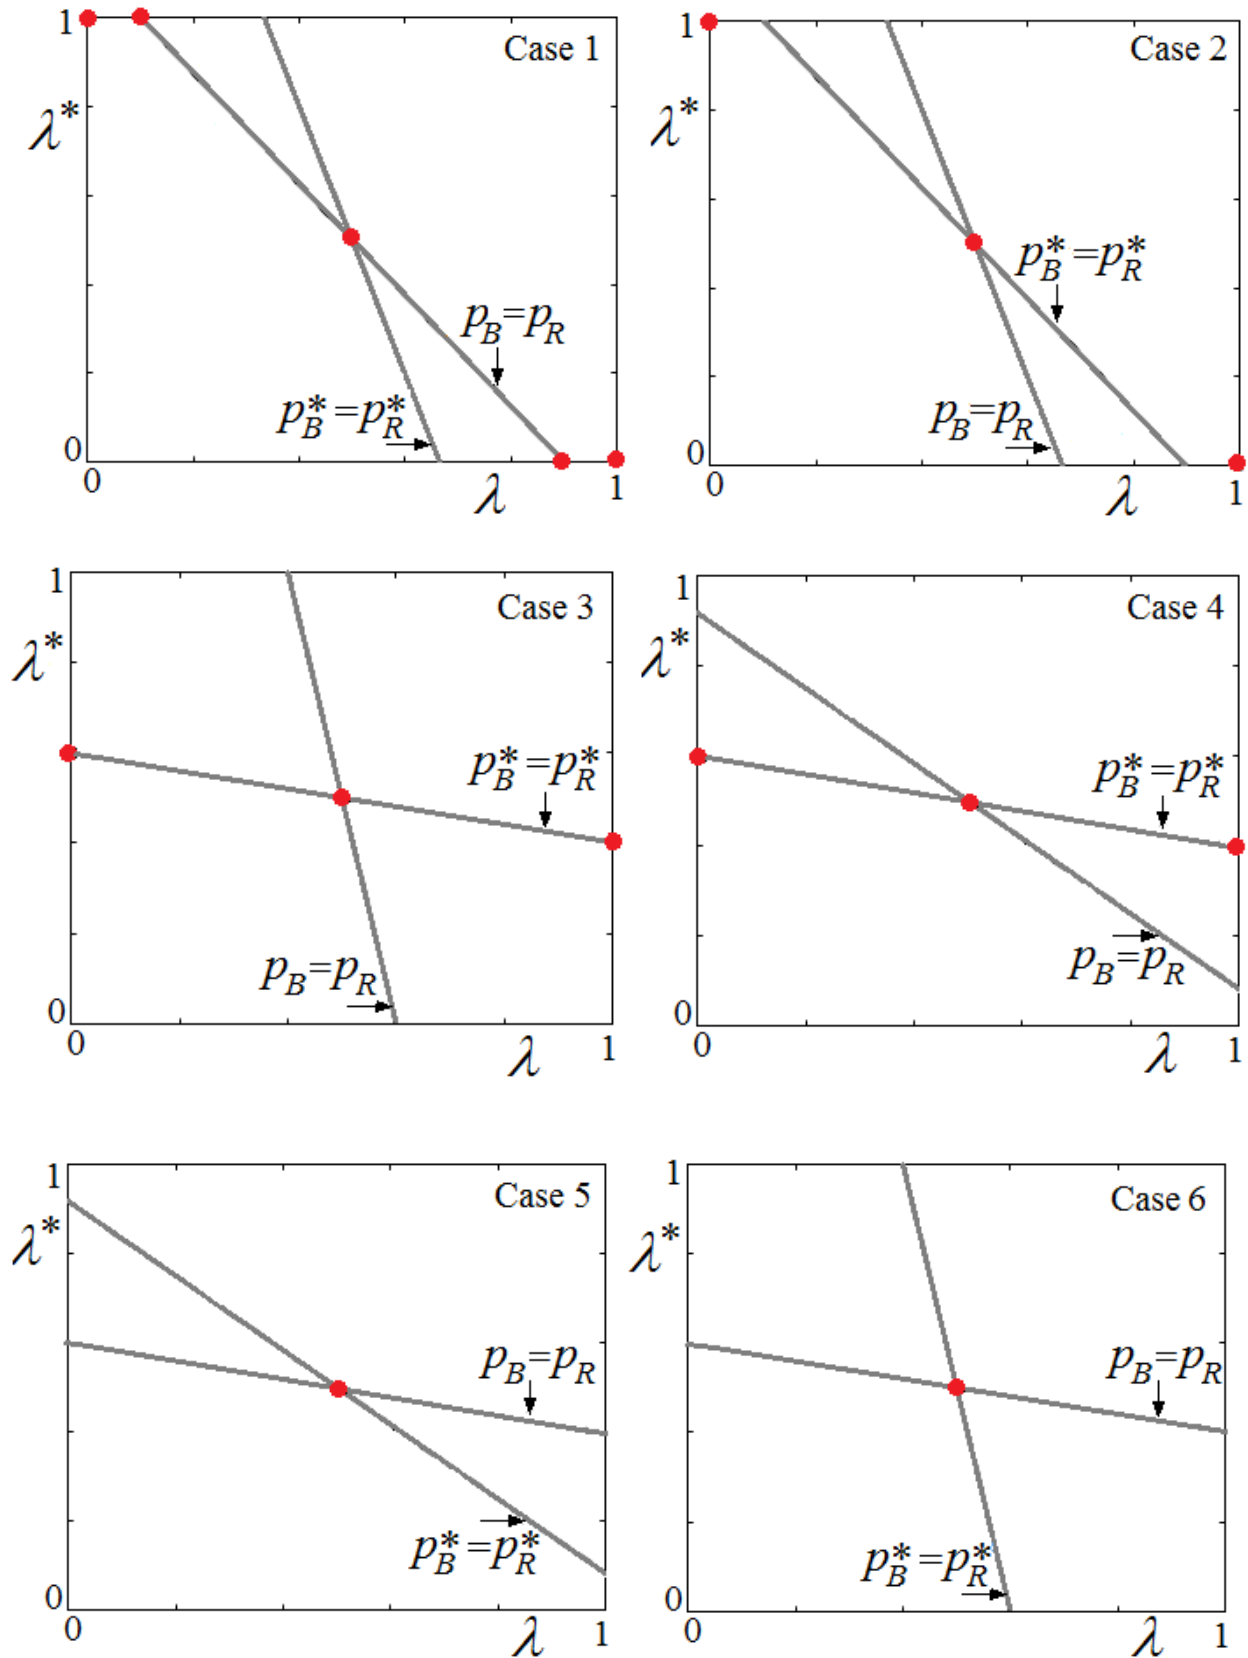 1
Case 1
λ*
p_B=p_R
p*_B=p*_R
0
0
λ
1
1
Case 2
λ*
p*_B=p*_R
p_B=p_R
0
0
λ
1
1
Case 3
λ*
p*_B=p*_R
p_B=p_R
0
0
λ
1
1
Case 4
λ*
p*_B=p*_R
p_B=p_R
0
0
λ
1
1
Case 5
λ*
p_B=p_R
p*_B=p*_R
0
0
λ
1
1
Case 6
λ*
p_B=p_R
p*_B=p*_R
0
0
λ
1